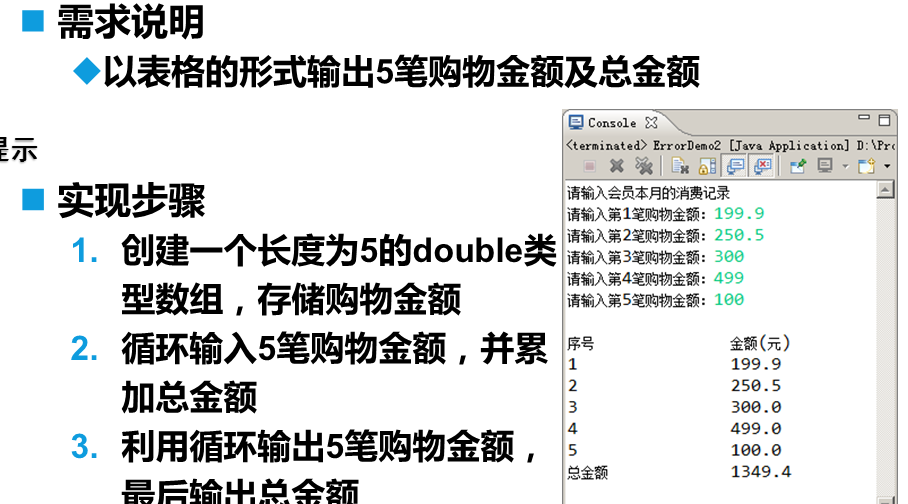 需求说明
以表格的形式输出5笔购物金额及总金额
提示
实现步骤
1. 创建一个长度为5的double类
型数组，存储购物金额
2. 循环输入5笔购物金额，并累
加总金额
3. 利用循环输出5笔购物金额，
最后输出总金额
Console
<terminated> ErrorDemo2 [Java Application] D:\Pro
请输入会员本月的消费记录
请输入第1笔购物金额：199.9
请输入第2笔购物金额：250.5
请输入第3笔购物金额：300
请输入第4笔购物金额：499
请输入第5笔购物金额：100
序号 金额(元)
1 199.9
2 250.5
3 300.0
4 499.0
5 100.0
总金额 1349.4